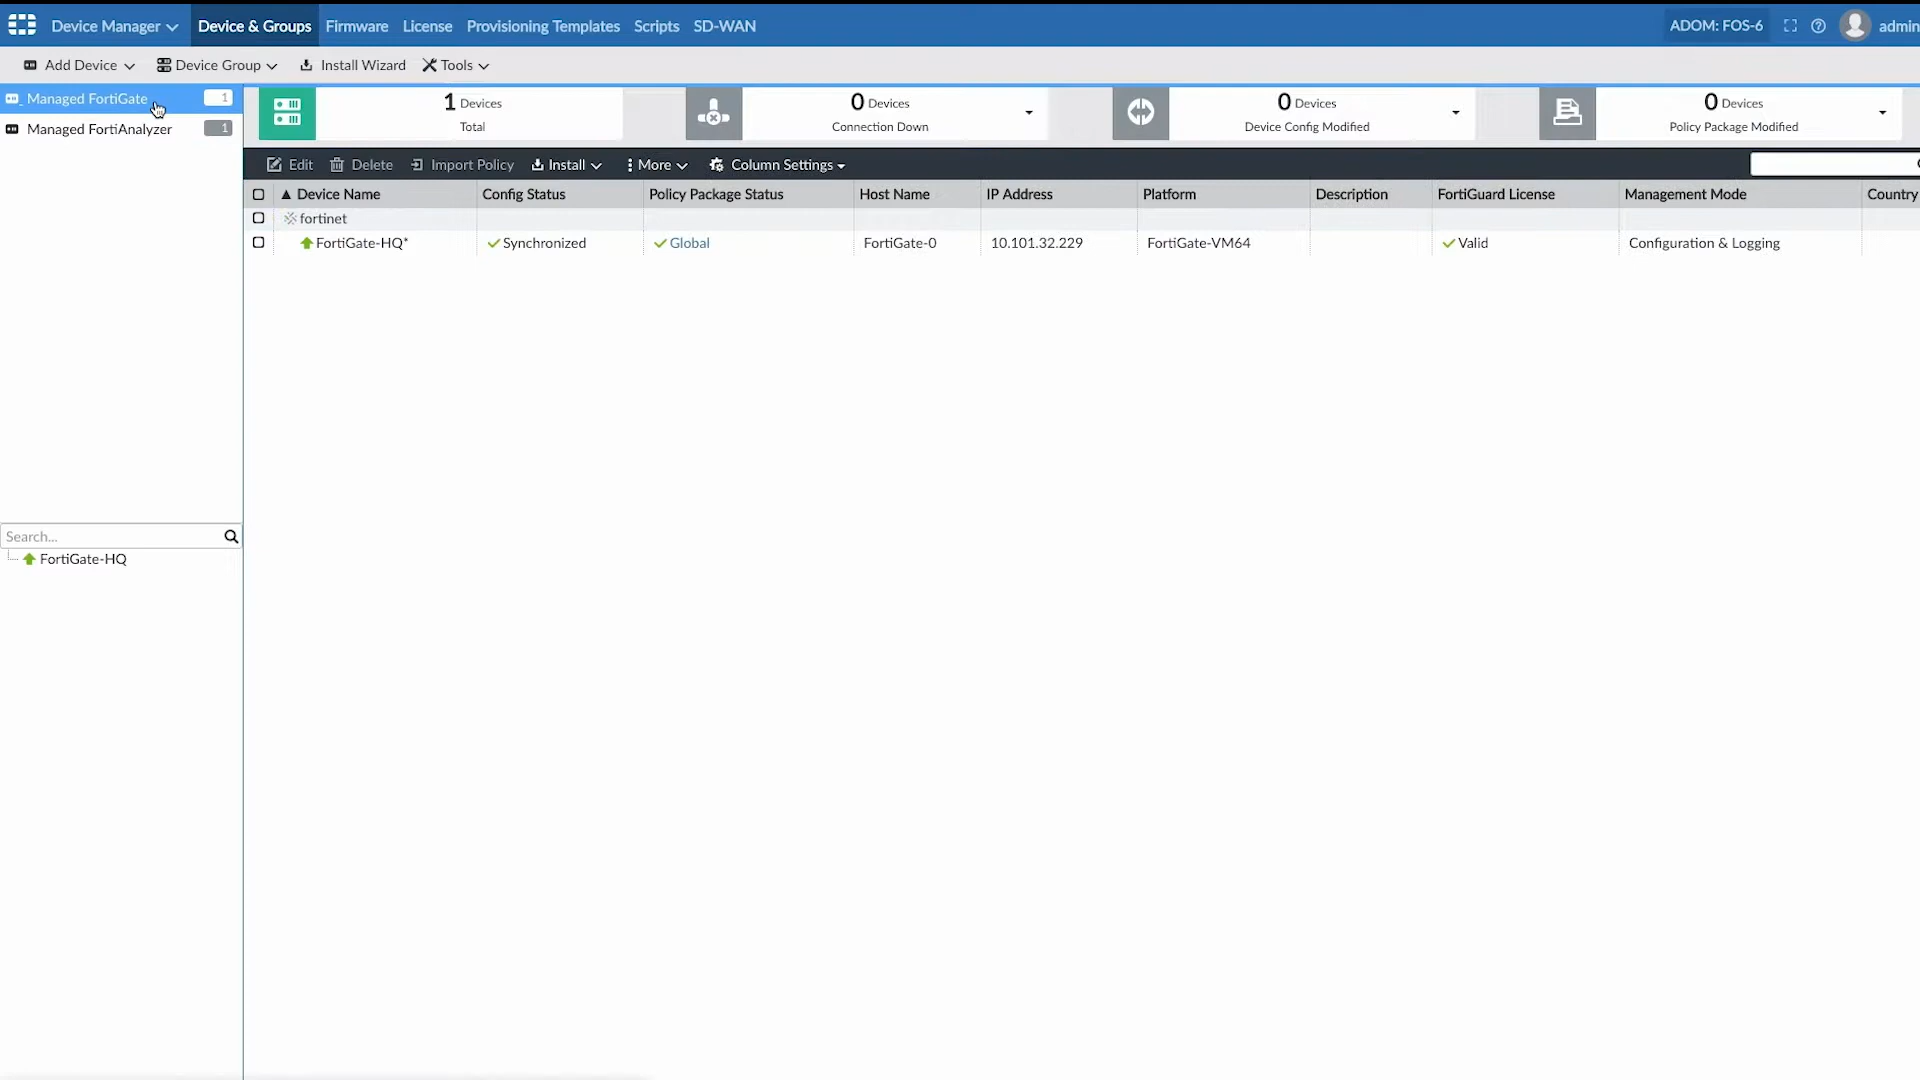 Device Manager Device & Groups Firmware License Provisioning Templates Scripts SD-WAN ADOM: FOS-6 admin
Add Device Device Group Install Wizard Tools
Managed FortiGate 1
Managed FortiAnalyzer 1
1 Devices
Total
0 Devices
Connection Down
0 Devices
Device Config Modified
0 Devices
Policy Package Modified
Edit Delete Import Policy Install More Column Settings
Device Name Config Status Policy Package Status Host Name IP Address Platform Description FortiGuard License Management Mode Country
fortinet
FortiGate-HQ* Synchronized Global FortiGate-0 10.101.32.229 FortiGate-VM64 Valid Configuration & Logging
Search...
FortiGate-HQ